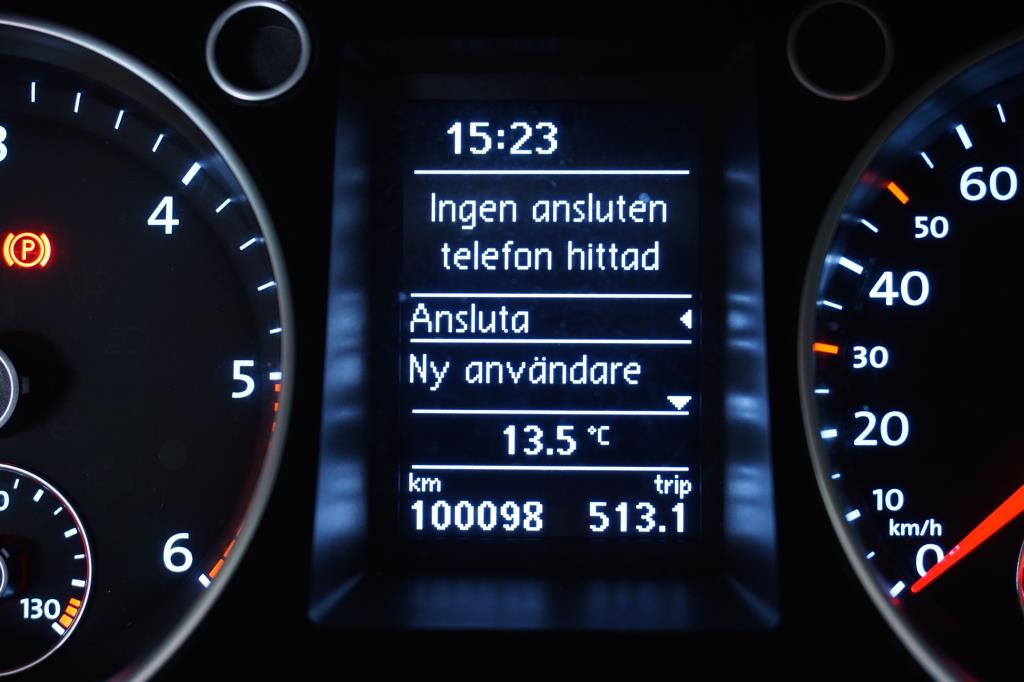 15:23
Ingen ansluten
telefon hittad
Ansluta
Ny användare
13.5 °C
km trip
100098 513.1
4
5
6
130
P
60
50
40
30
20
10
km/h
0